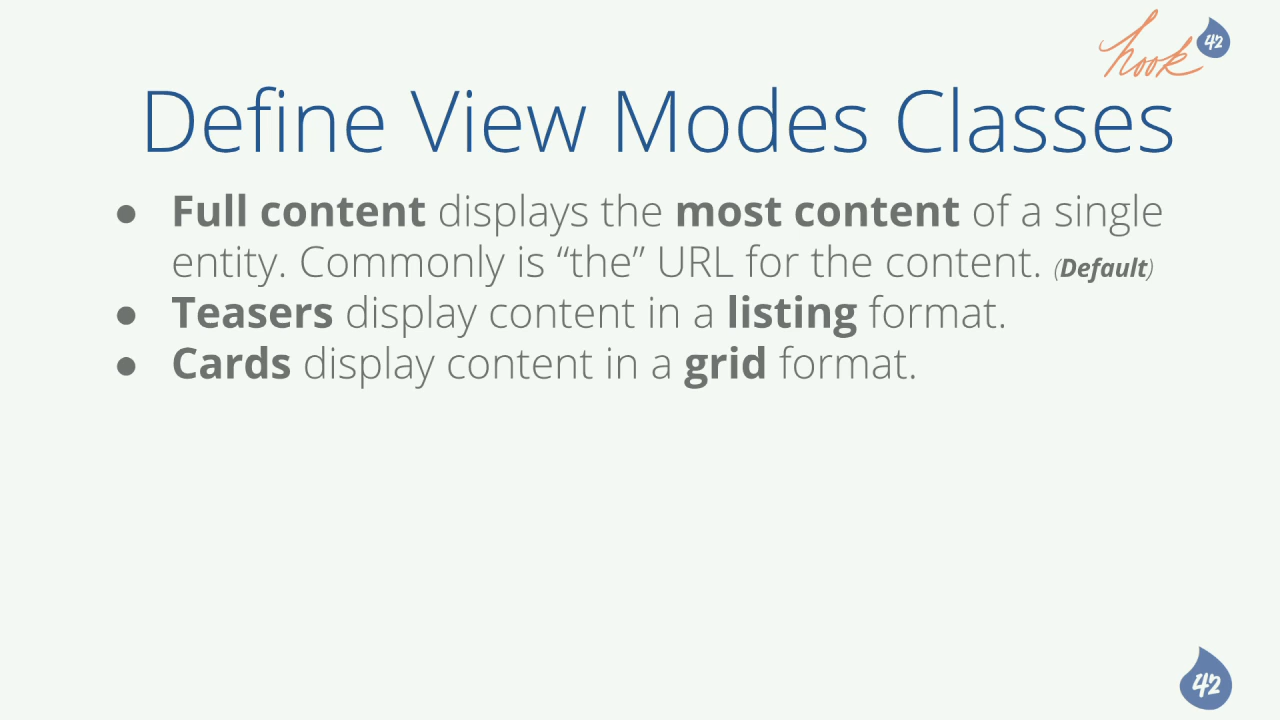 hook 42
Define View Modes Classes
● Full content displays the most content of a single
entity. Commonly is “the” URL for the content. (Default)
● Teasers display content in a listing format.
● Cards display content in a grid format.
42